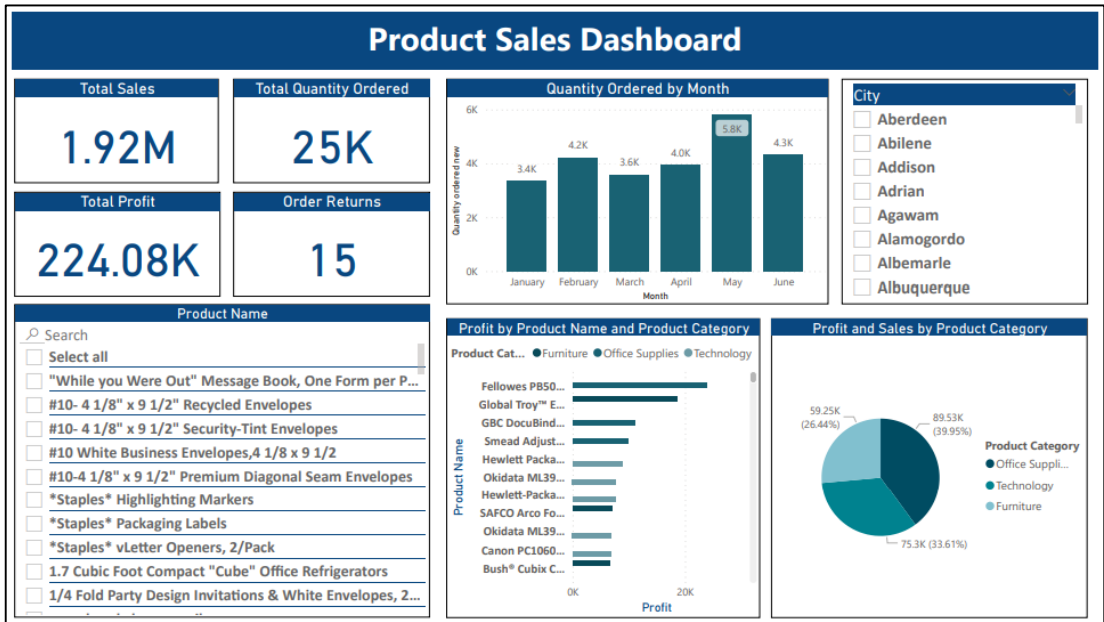 Product Sales Dashboard
Total Sales
1.92M
Total Quantity Ordered
25K
Total Profit
224.08K
Order Returns
15
Quantity Ordered by Month
Quantity ordered new
6K
4K
2K
0K
3.4K
4.2K
3.6K
4.0K
5.8K
4.3K
January February March April May June
Month
City
Aberdeen
Abilene
Addison
Adrian
Agawam
Alamogordo
Albemarle
Albuquerque
Product Name
Search
Select all
"While you Were Out" Message Book, One Form per P...
#10- 4 1/8" x 9 1/2" Recycled Envelopes
#10- 4 1/8" x 9 1/2" Security-Tint Envelopes
#10 White Business Envelopes,4 1/8 x 9 1/2
#10-4 1/8" x 9 1/2" Premium Diagonal Seam Envelopes
*Staples* Highlighting Markers
*Staples* Packaging Labels
*Staples* vLetter Openers, 2/Pack
1.7 Cubic Foot Compact "Cube" Office Refrigerators
1/4 Fold Party Design Invitations & White Envelopes, 2...
Profit by Product Name and Product Category
Product Cat... Furniture Office Supplies Technology
Product Name
Fellowes PB50...
Global Troy™ E...
GBC DocuBind...
Smead Adjust...
Hewlett Packa...
Okidata ML39...
Hewlett-Packa...
SAFCO Arco Fo...
Okidata ML39...
Canon PC1060...
Bush® Cubix C...
0K 20K
Profit
Profit and Sales by Product Category
59.25K
(26.44%)
89.53K
(39.95%)
75.3K (33.61%)
Product Category
Office Suppli...
Technology
Furniture